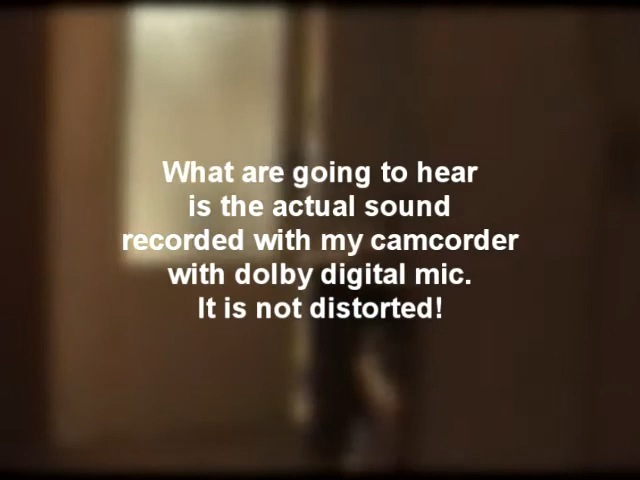 What are going to hear
is the actual sound
recorded with my camcorder
with dolby digital mic.
It is not distorted!